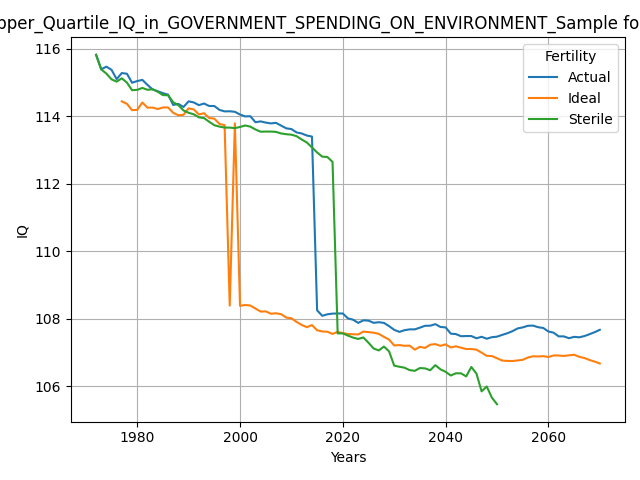 pper_Quartile_IQ_in_GOVERNMENT_SPENDING_ON_ENVIRONMENT_Sample fo
Fertility
Actual
Ideal
Sterile
116
114
112
110
108
106
IQ
1980 2000 2020 2040 2060
Years